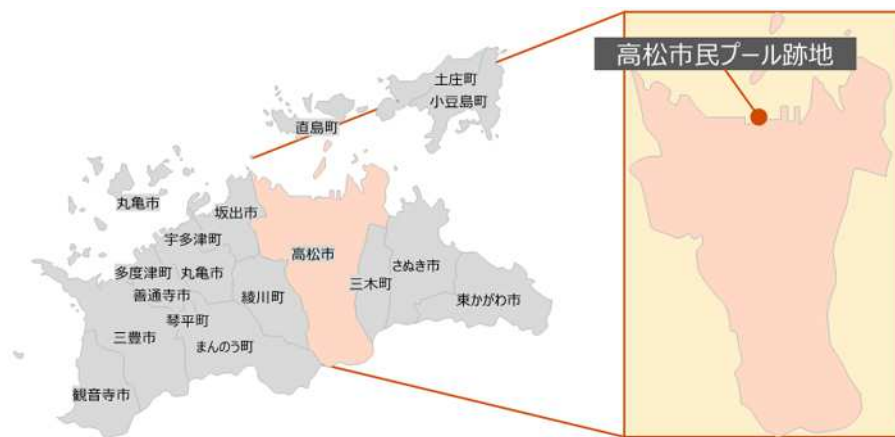 高松市民プール跡地
土庄町
小豆島町
直島町
丸亀市
坂出市
宇多津町
高松市
多度津町
丸亀市
さぬき市
三木町
善通寺市
綾川町
東かがわ市
琴平町
三豊市
まんのう町
観音寺市